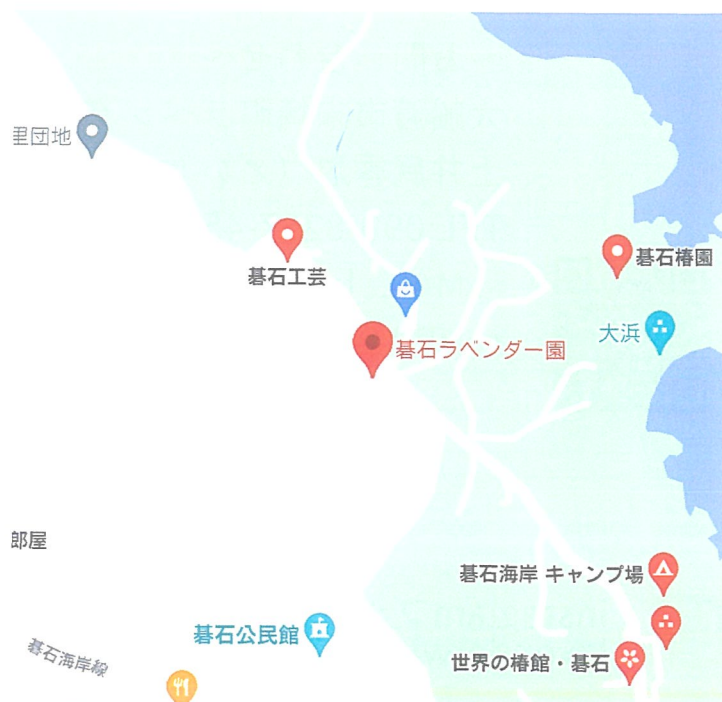 里団地
碁石工芸
碁石椿園
大浜
碁石ラベンダー園
郎屋
碁石海岸 キャンプ場
碁石公民館
世界の椿館・碁石
碁石海岸線